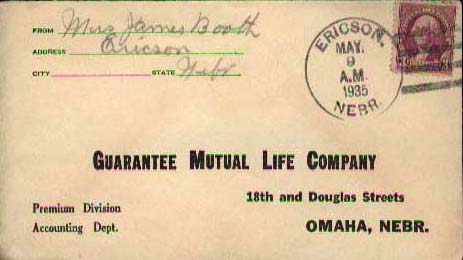 FROM Mrs James Booth
ADDRESS Ericson
CITY STATE Nebr.
ERICSON,
MAY.
9
A.M.
1935
NEBR.
GUARANTEE MUTUAL LIFE COMPANY
18th and Douglas Streets
OMAHA, NEBR.
Premium Division
Accounting Dept.